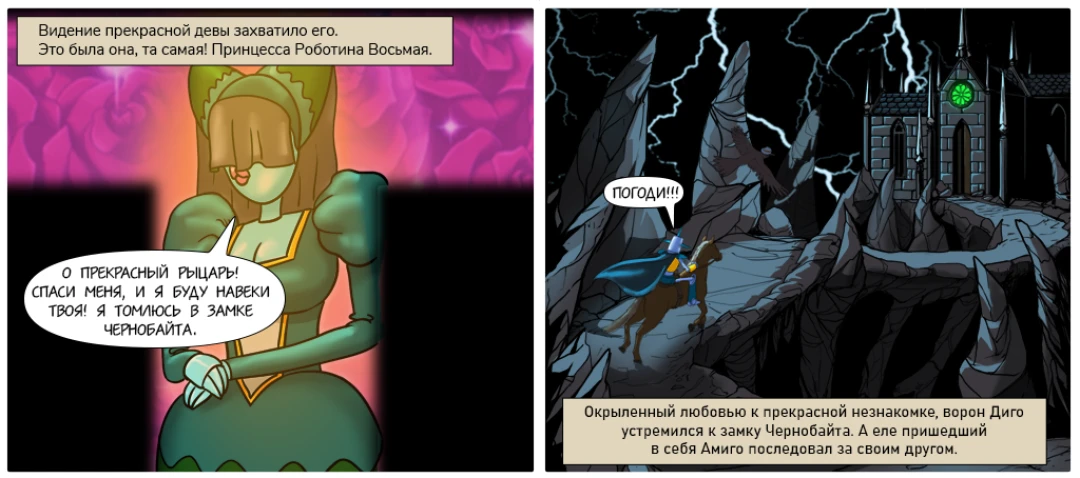 Видение прекрасной девы захватило его.
Это была она, та самая! Принцесса Роботина Восьмая.
О ПРЕКРАСНЫЙ РЫЦАРЬ!
СПАСИ МЕНЯ, И Я БУДУ НАВЕКИ
ТВОЯ! Я ТОМЛЮСЬ В ЗАМКЕ
ЧЕРНОБАЙТА.
ПОГОДИ!!!
Окрыленный любовью к прекрасной незнакомке, ворон Диго
устремился к замку Чернобайта. А еле пришедший
в себя Амиго последовал за своим другом.